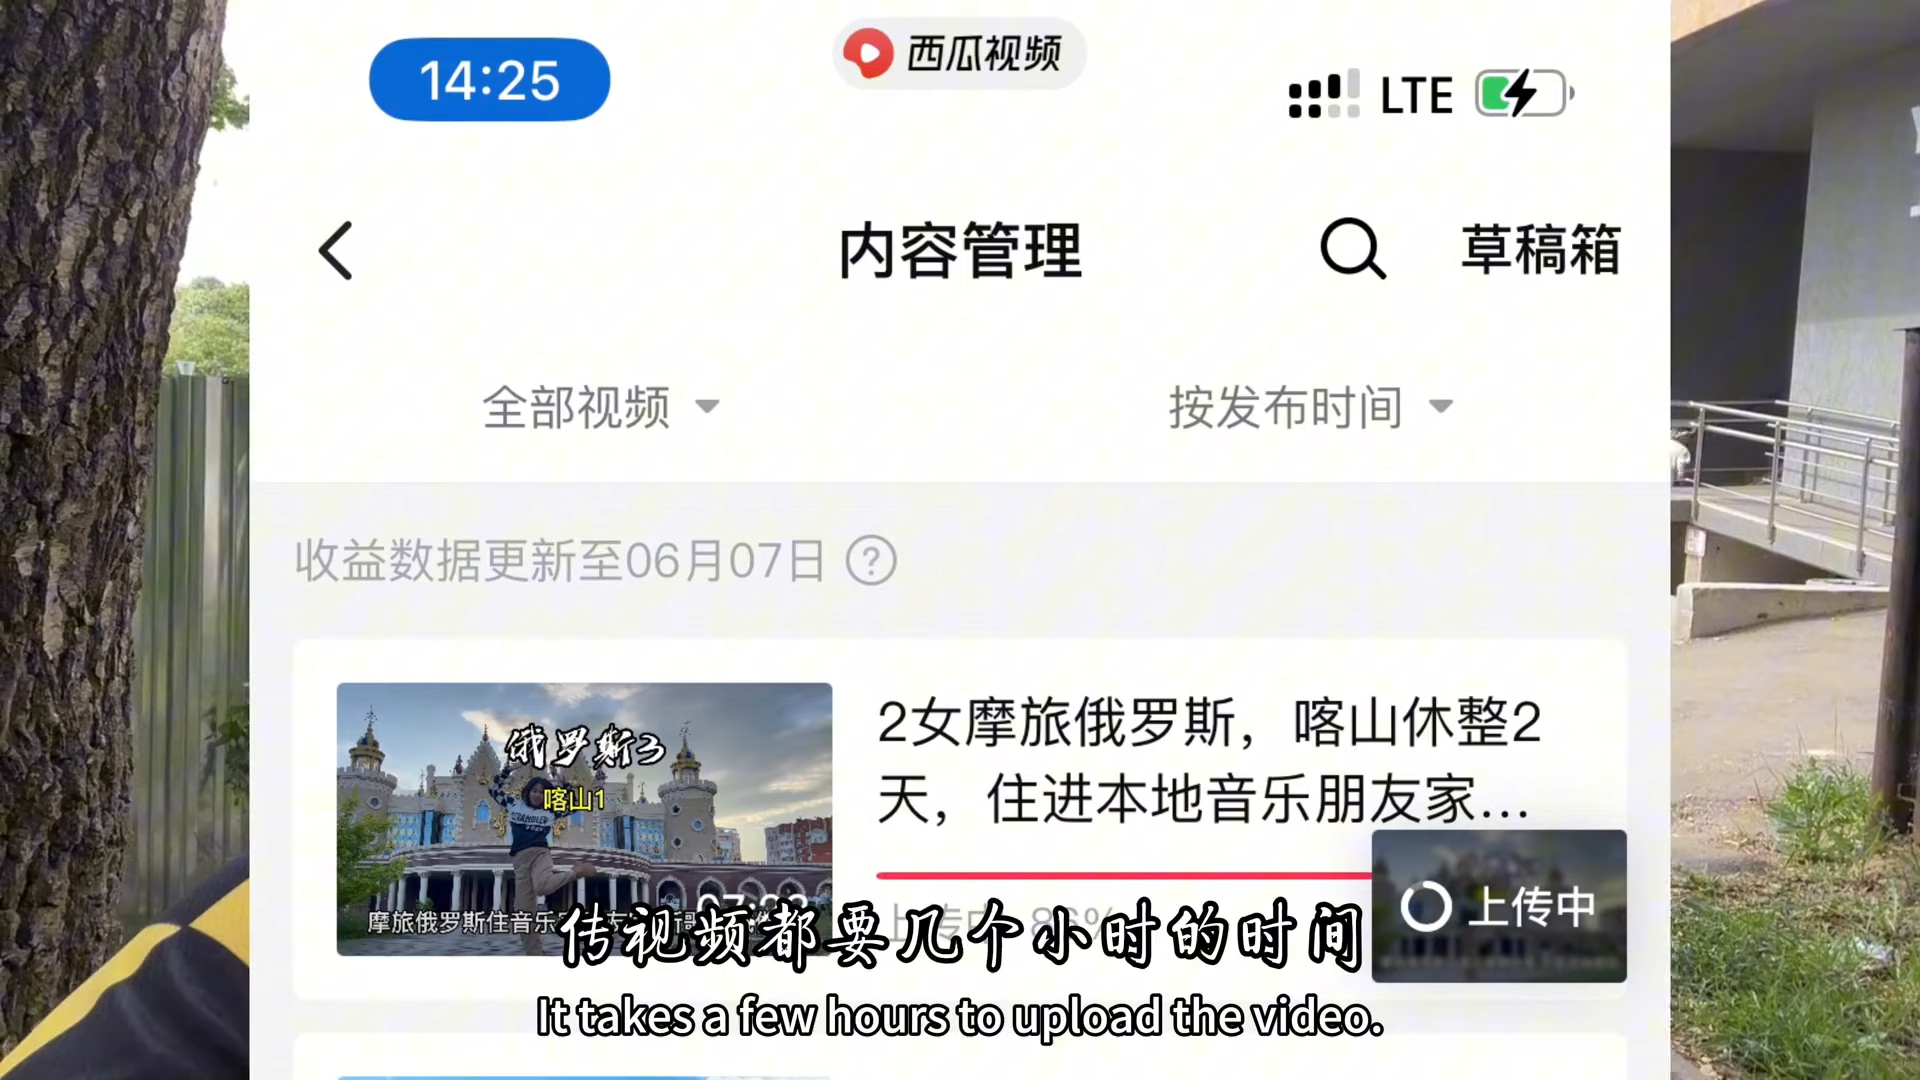 14:25
西瓜视频
LTE
内容管理
草稿箱
全部视频
按发布时间
收益数据更新至06月07日 ?
俄罗斯3
喀山1
2女摩旅俄罗斯，喀山休整2
天，住进本地音乐朋友家...
摩旅俄罗斯住音乐
上传中
传视频都要几个小时的时间
It takes a few hours to upload the video.